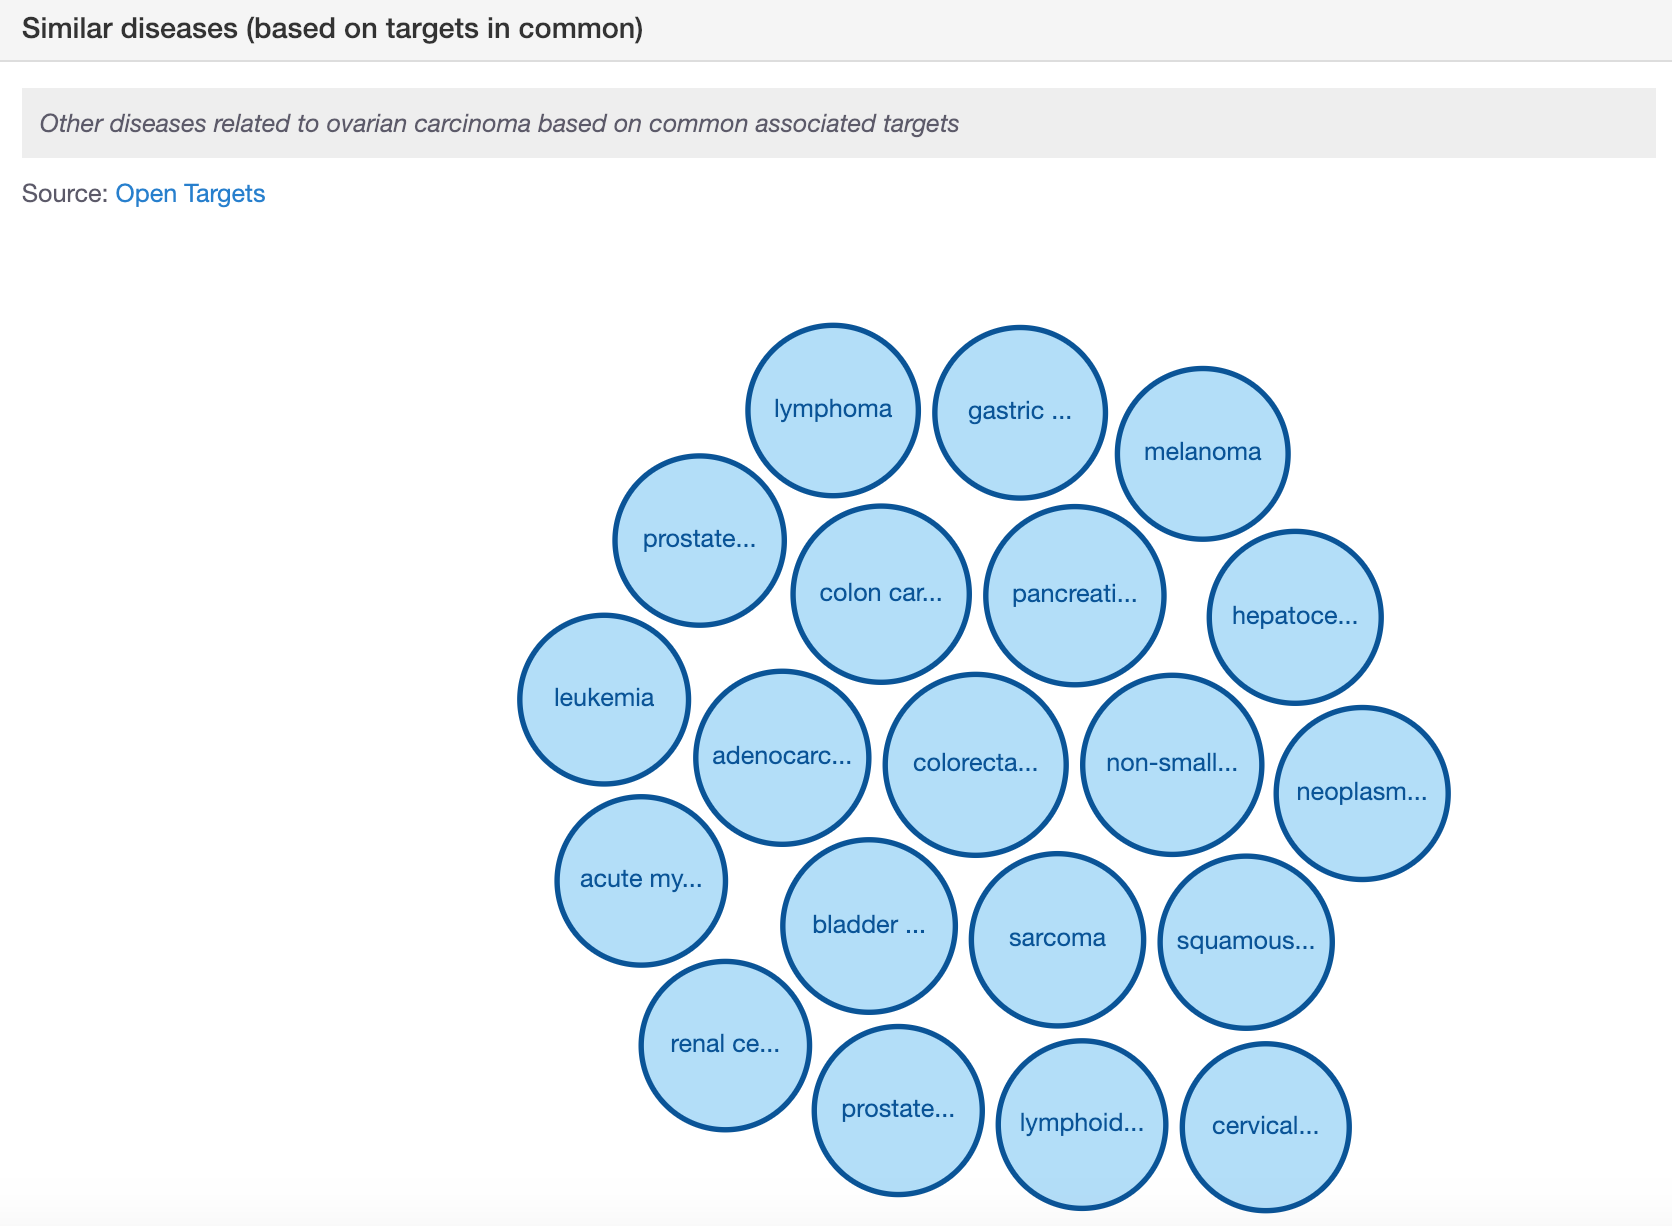 Similar diseases (based on targets in common)
Other diseases related to ovarian carcinoma based on common associated targets
Source: Open Targets
lymphoma
gastric ...
melanoma
prostate...
colon car...
pancreati...
hepatoce...
leukemia
adenocarc...
colorecta...
non-small...
neoplasm...
acute my...
bladder ...
sarcoma
squamous...
renal ce...
prostate...
lymphoid...
cervical...